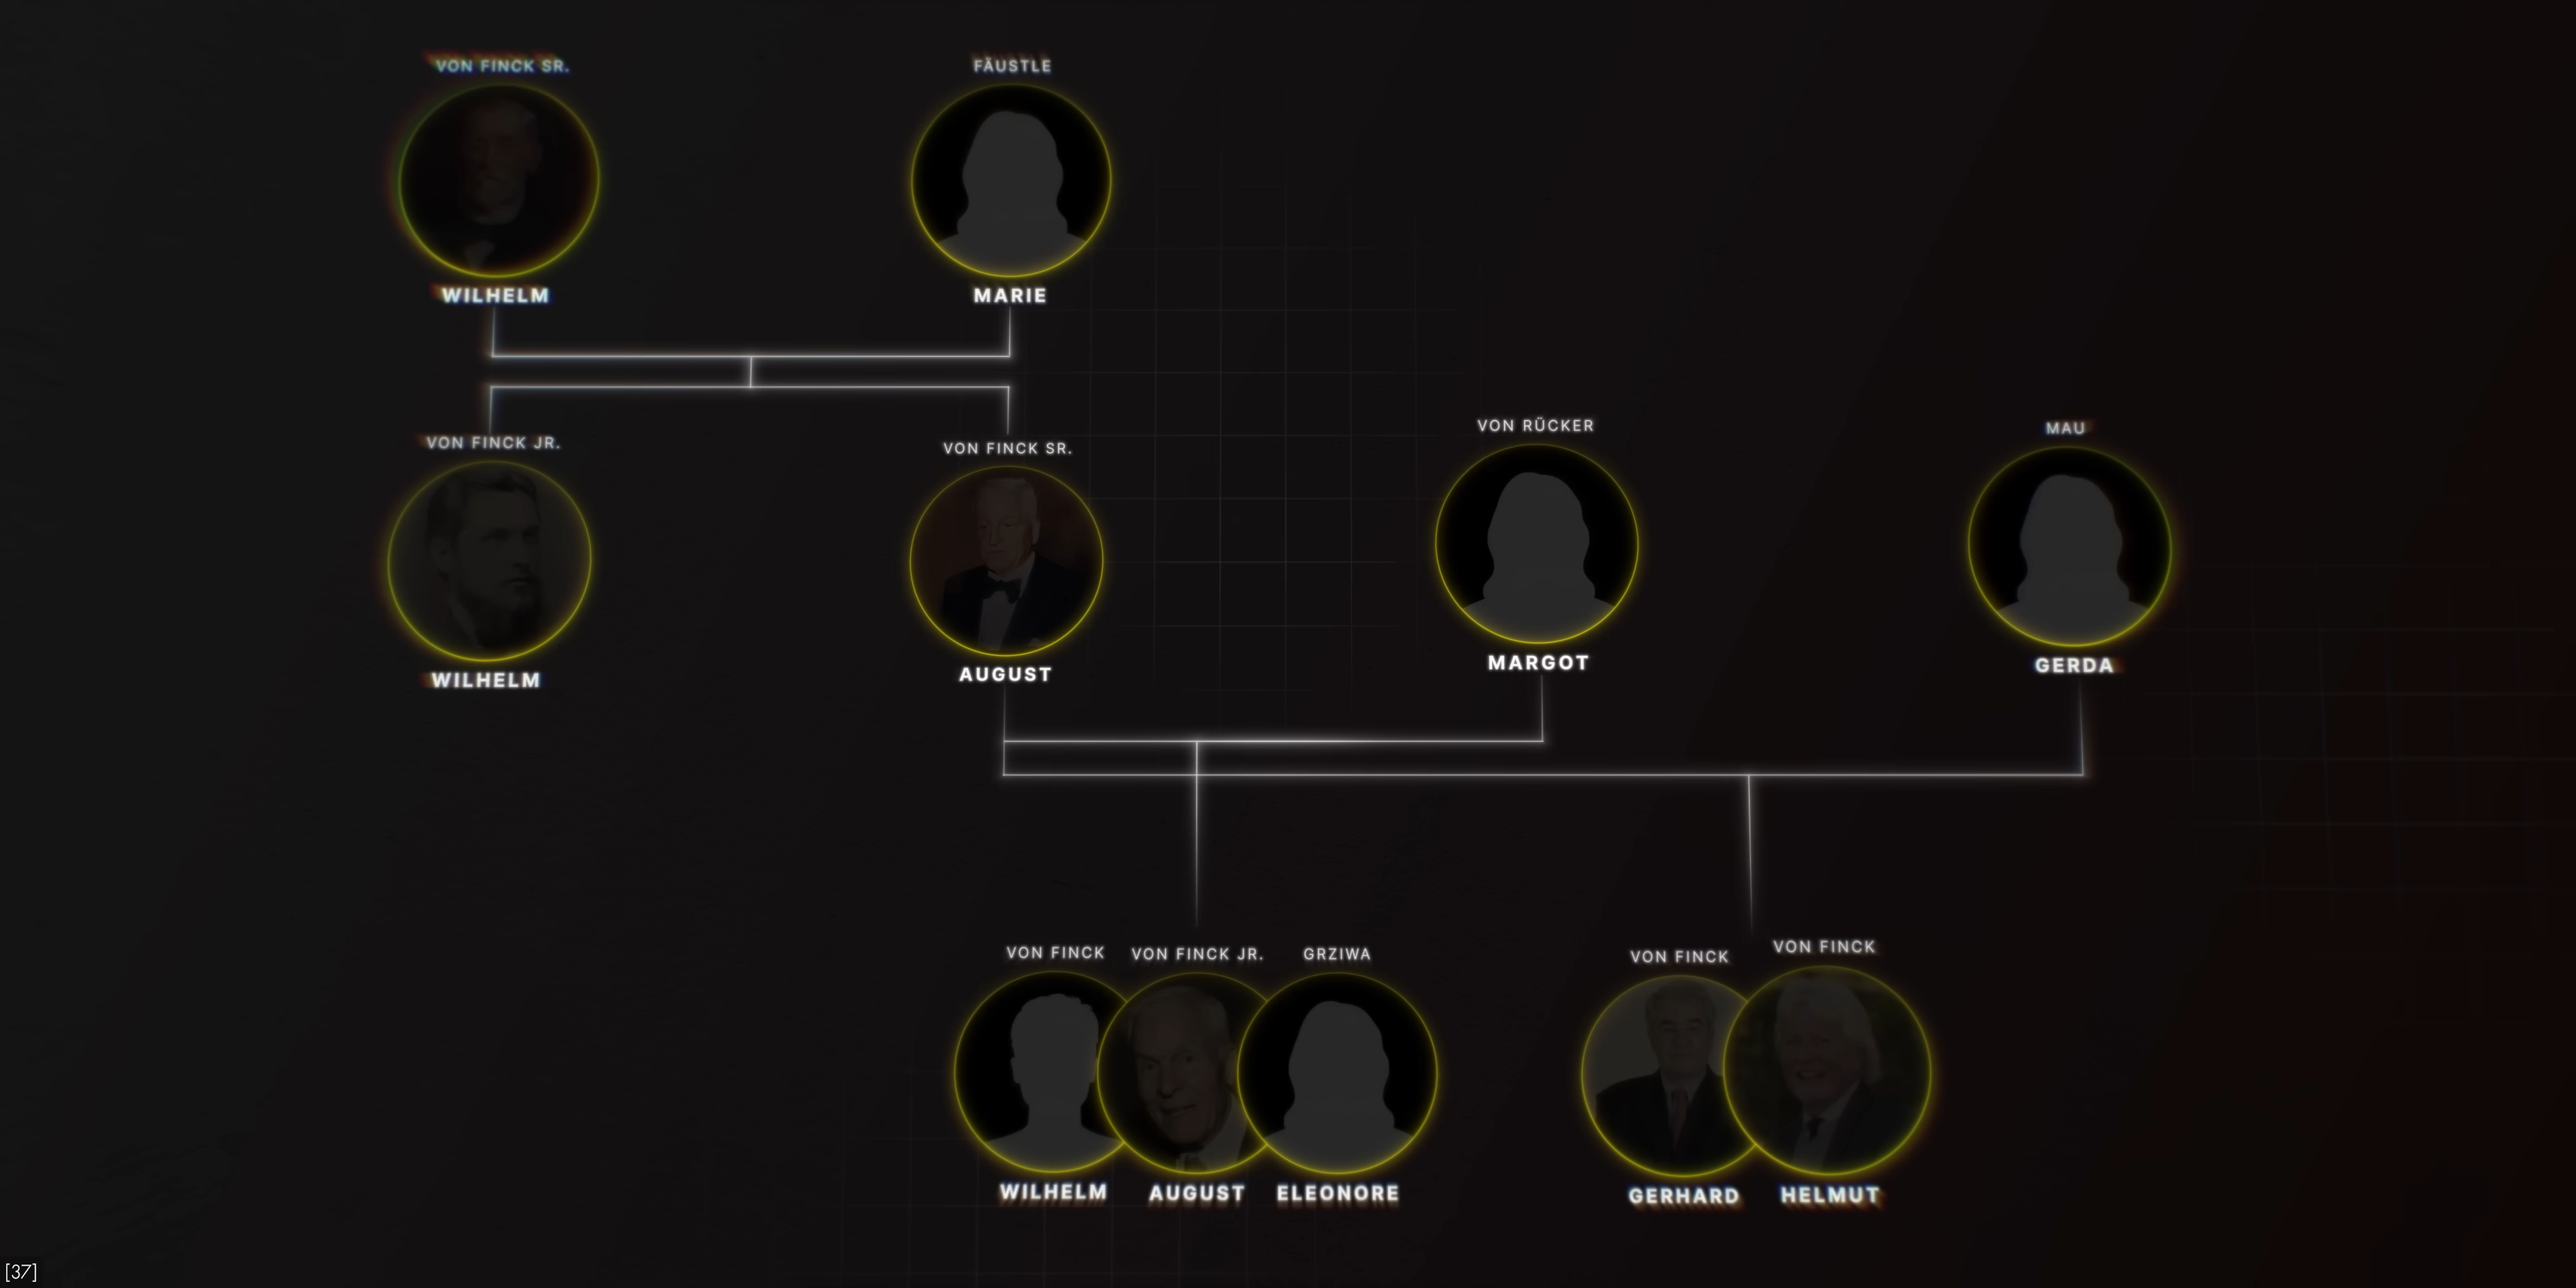 VON FINCK SR.
WILHELM
FÄUSTLE
MARIE
VON FINCK JR.
WILHELM
VON FINCK SR.
AUGUST
VON RÜCKER
MARGOT
MAU
GERDA
VON FINCK
WILHELM
VON FINCK JR.
AUGUST
GRZIWA
ELEONORE
VON FINCK
GERHARD
VON FINCK
HELMUT
[37]